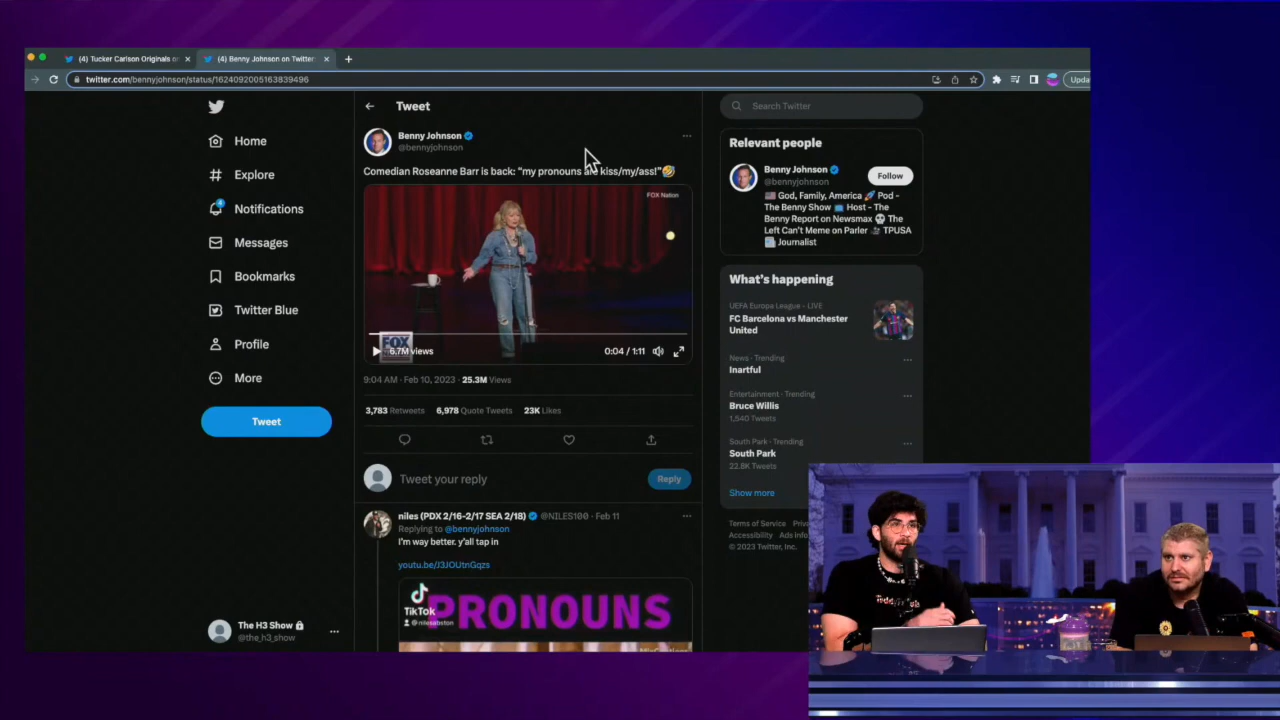 (4) Tucker Carlson Originals on
(4) Benny Johnson on Twitter
twitter.com/bennyjohnson/status/1624092005163839496
Upda
Home
Explore
4
Notifications
Messages
Bookmarks
Twitter Blue
Profile
More
Tweet
The H3 Show
@the_h3_show
Tweet
Benny Johnson
@bennyjohnson
Comedian Roseanne Barr is back: “my pronouns are kiss/my/ass!”🤣
FOX Nation
FOX
6.7M views
0:04 / 1:11
9:04 AM · Feb 10, 2023 · 25.3M Views
3,783 Retweets 6,978 Quote Tweets 23K Likes
Tweet your reply
Reply
niles (PDX 2/16-2/17 SEA 2/18) @NILES100 · Feb 11
Replying to @bennyjohnson
I'm way better. y'all tap in
youtu.be/J3JOUtnGqzs
PRONOUNS
TikTok
@nilesabston
Search Twitter
Relevant people
Benny Johnson
@bennyjohnson
Follow
🇺🇸 God, Family, America 🚀 Pod -
The Benny Show 📺 Host - The
Benny Report on Newsmax 💀 The
Left Can't Meme on Parler 🎥 TPUSA
Journalist
What's happening
UEFA Europa League · LIVE
FC Barcelona vs Manchester
United
News · Trending
Inartful
Entertainment · Trending
Bruce Willis
1,540 Tweets
South Park · Trending
South Park
22.8K Tweets
Show more
Terms of Service Priva
Accessibility Ads info
© 2023 Twitter, Inc.